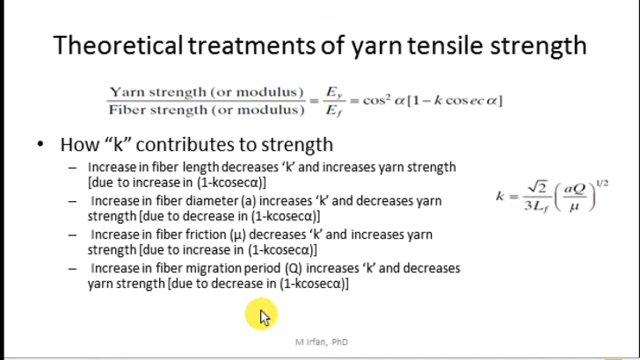 Theoretical treatments of yarn tensile strength
Yarn strength (or modulus) / Fiber strength (or modulus) = E_y / E_f = cos² α [1 − k cosec α]
• How “k” contributes to strength
– Increase in fiber length decreases ‘k’ and increases yarn strength
[due to increase in (1-kcosecα)]
– Increase in fiber diameter (a) increases ‘k’ and decreases yarn
strength [due to decrease in (1-kcosecα)]
– Increase in fiber friction (μ) decreases ‘k’ and increases yarn
strength [due to increase in (1-kcosecα)]
– Increase in fiber migration period (Q) increases ‘k’ and decreases
yarn strength [due to decrease in (1-kcosecα)]
k = √2 / 3L_f (aQ / μ)^1/2
M Irfan, PhD